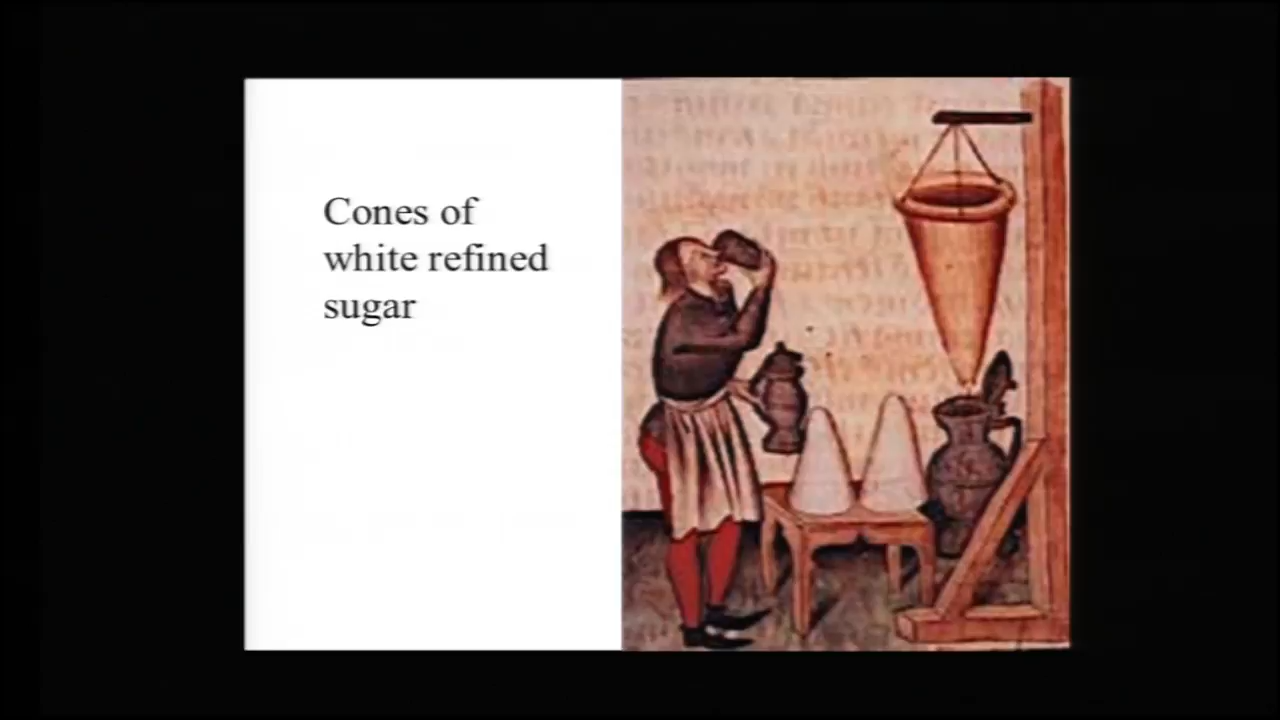 Cones of
white refined
sugar